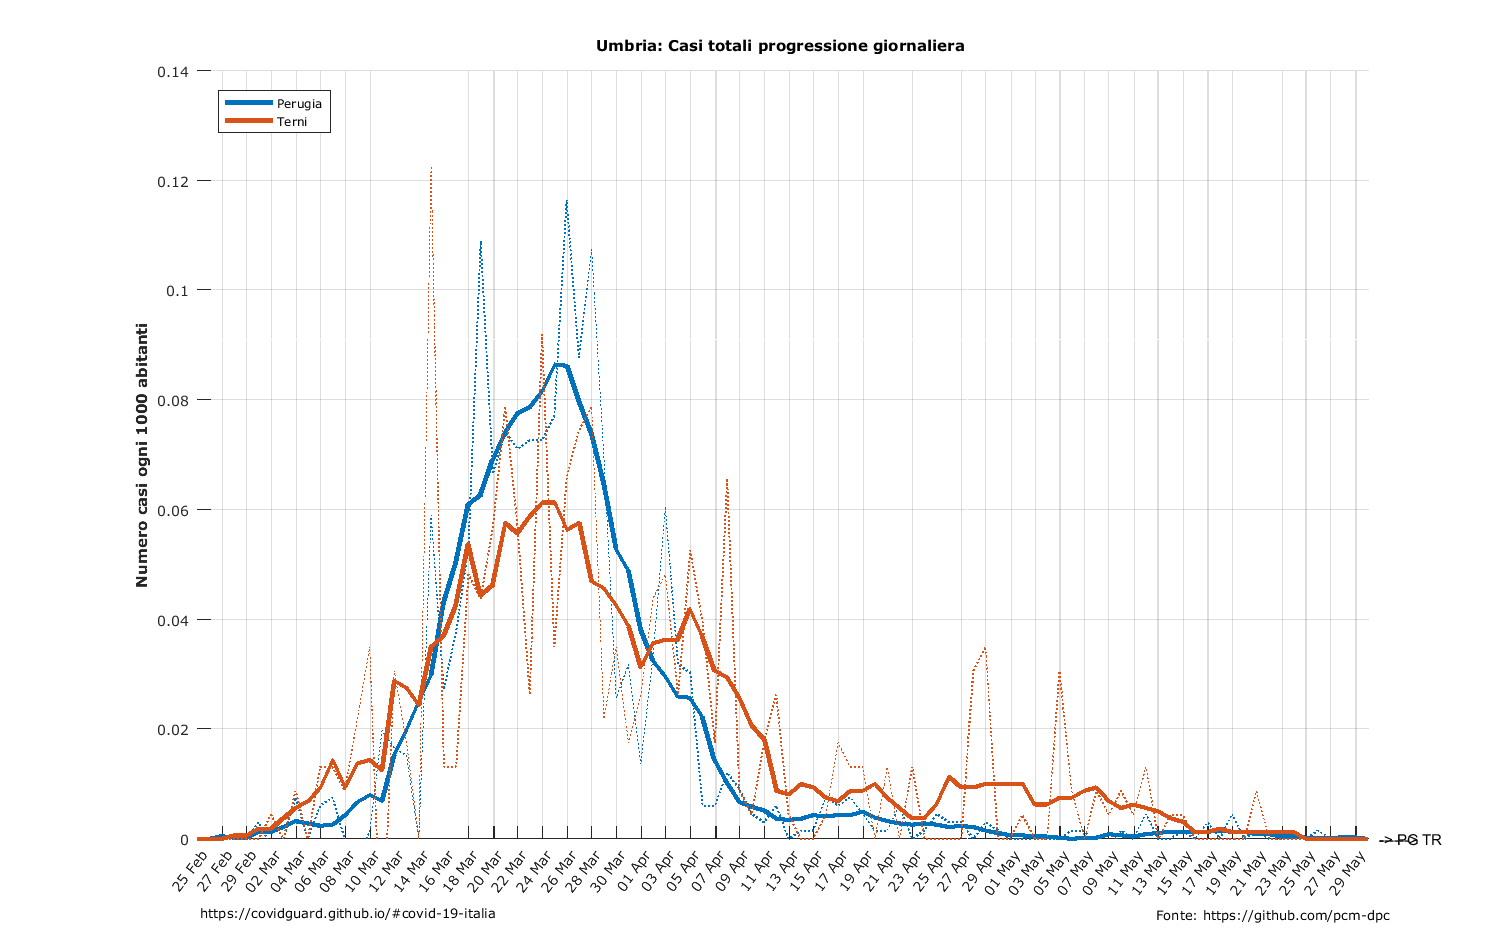 Umbria: Casi totali progressione giornaliera
0.14
0.12
0.1
0.08
0.06
0.04
0.02
0
Numero casi ogni 1000 abitanti
Perugia
Terni
25 Feb
27 Feb
29 Feb
02 Mar
04 Mar
06 Mar
08 Mar
10 Mar
12 Mar
14 Mar
16 Mar
18 Mar
20 Mar
22 Mar
24 Mar
26 Mar
28 Mar
30 Mar
01 Apr
03 Apr
05 Apr
07 Apr
09 Apr
11 Apr
13 Apr
15 Apr
17 Apr
19 Apr
21 Apr
23 Apr
25 Apr
27 Apr
29 Apr
01 May
03 May
05 May
07 May
09 May
11 May
13 May
15 May
17 May
19 May
21 May
23 May
25 May
27 May
29 May
-> PG TR
https://covidguard.github.io/#covid-19-italia
Fonte: https://github.com/pcm-dpc